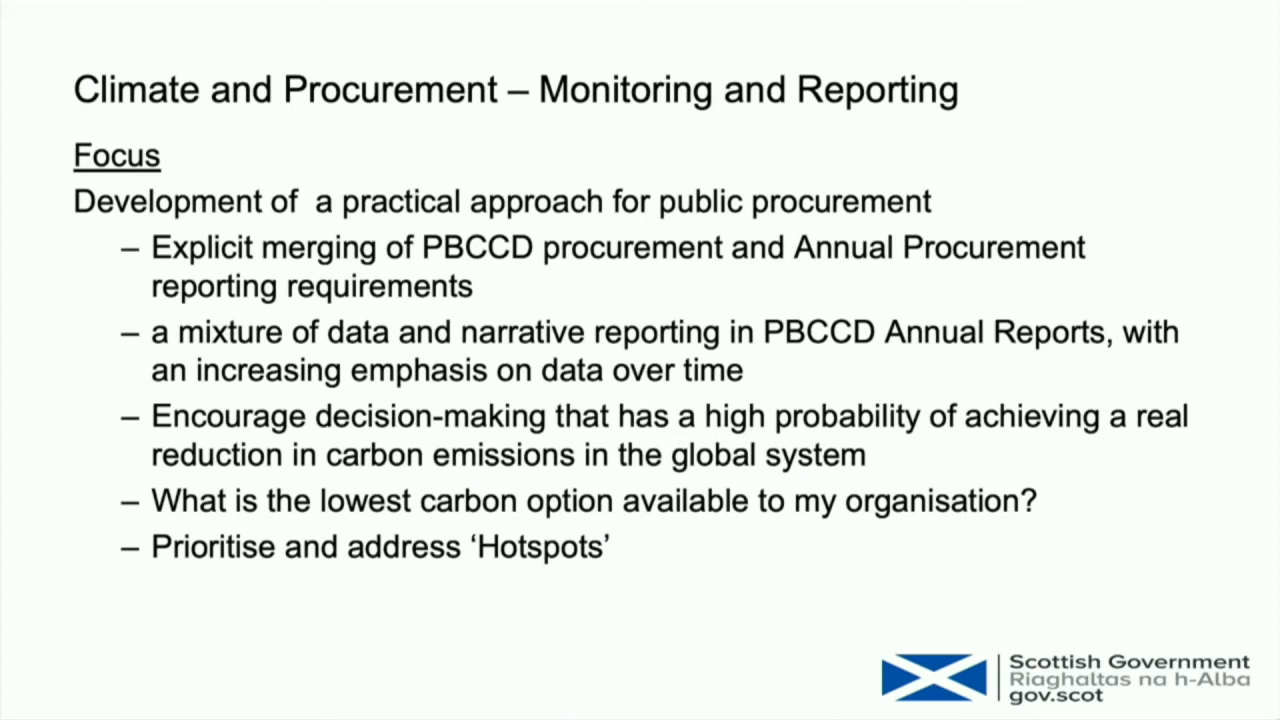 Climate and Procurement – Monitoring and Reporting
Focus
Development of  a practical approach for public procurement
– Explicit merging of PBCCD procurement and Annual Procurement
reporting requirements
– a mixture of data and narrative reporting in PBCCD Annual Reports, with
an increasing emphasis on data over time
– Encourage decision-making that has a high probability of achieving a real
reduction in carbon emissions in the global system
– What is the lowest carbon option available to my organisation?
– Prioritise and address ‘Hotspots’
Scottish Government
Riaghaltas na h-Alba
gov.scot